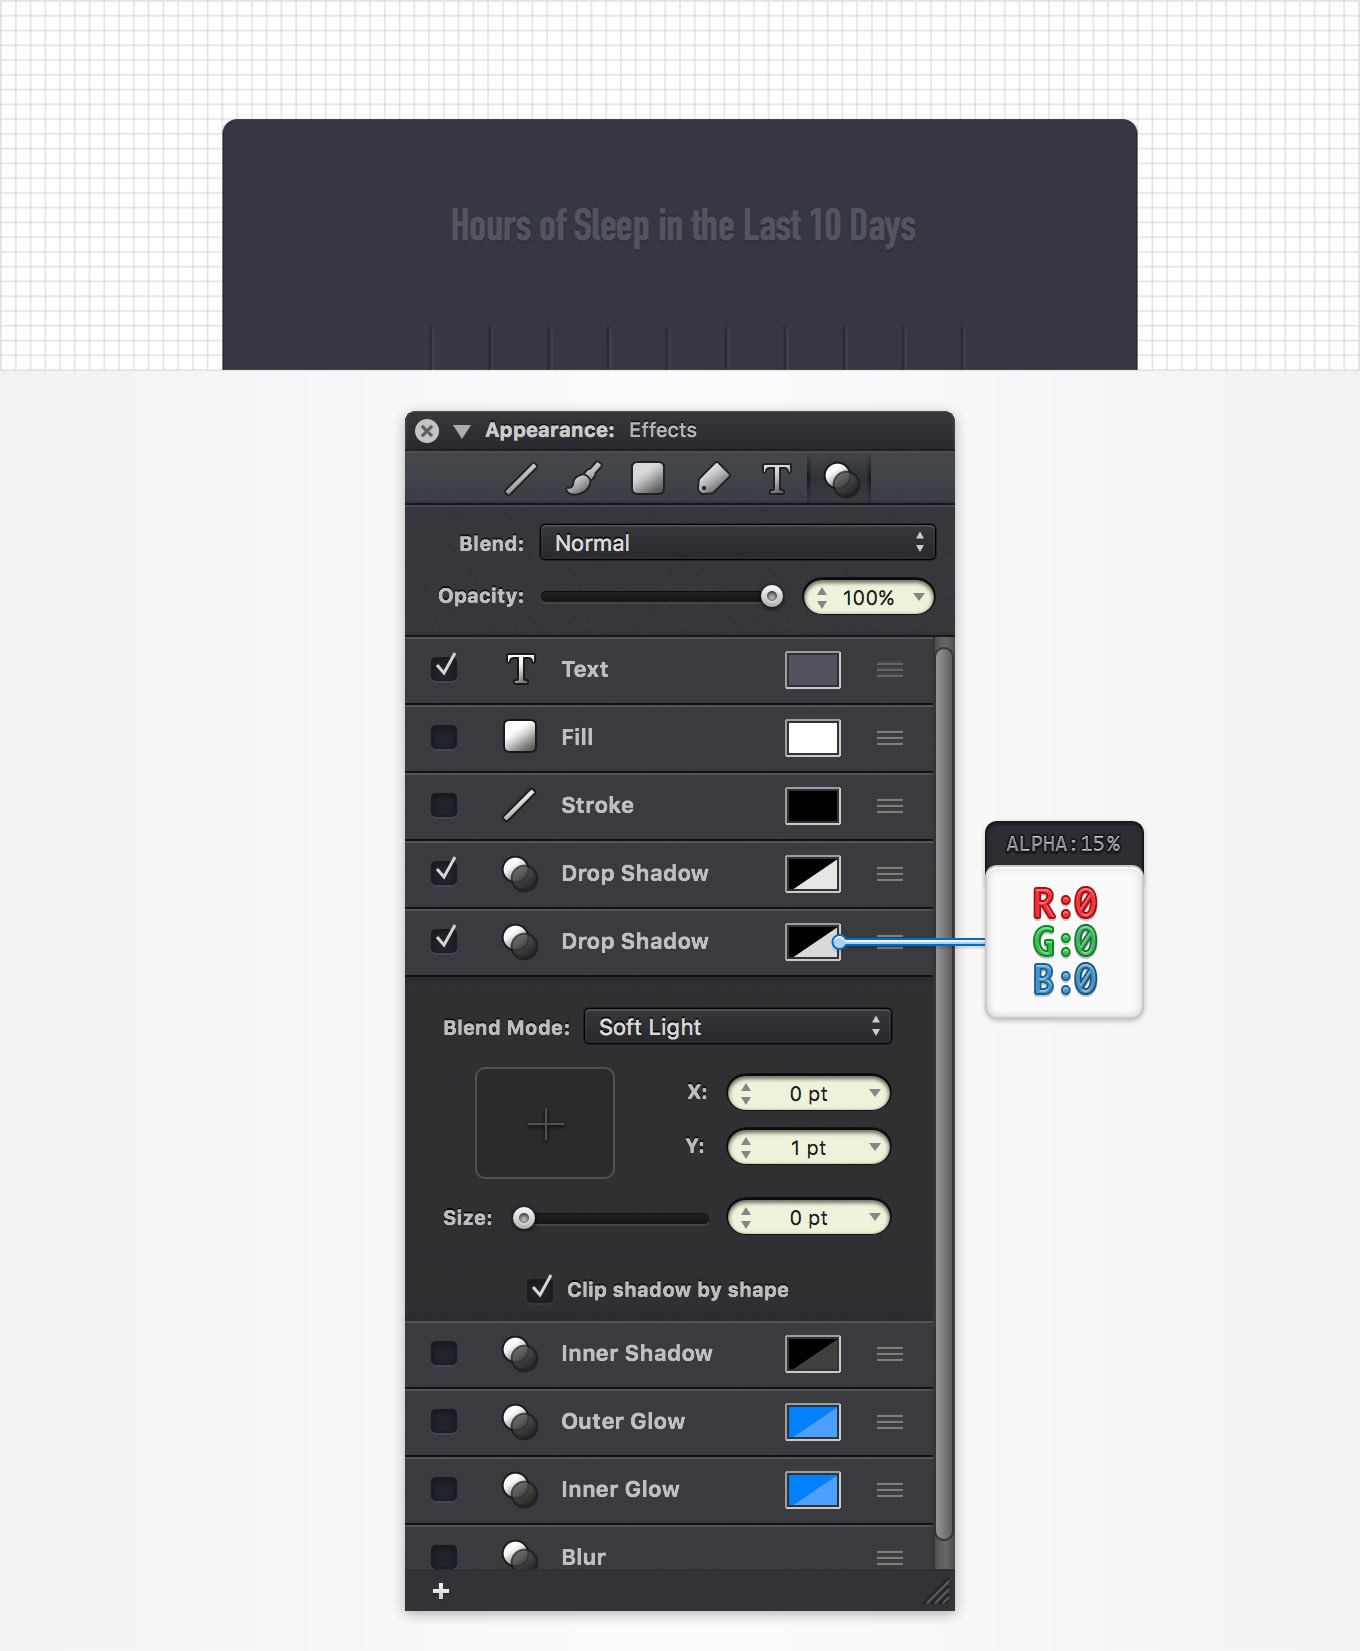 Hours of Sleep in the Last 10 Days
Appearance: Effects
Blend: Normal
Opacity: 100%
Text
Fill
Stroke
Drop Shadow
Drop Shadow
ALPHA:15%
R:0
G:0
B:0
Blend Mode: Soft Light
X: 0 pt
Y: 1 pt
Size: 0 pt
Clip shadow by shape
Inner Shadow
Outer Glow
Inner Glow
Blur